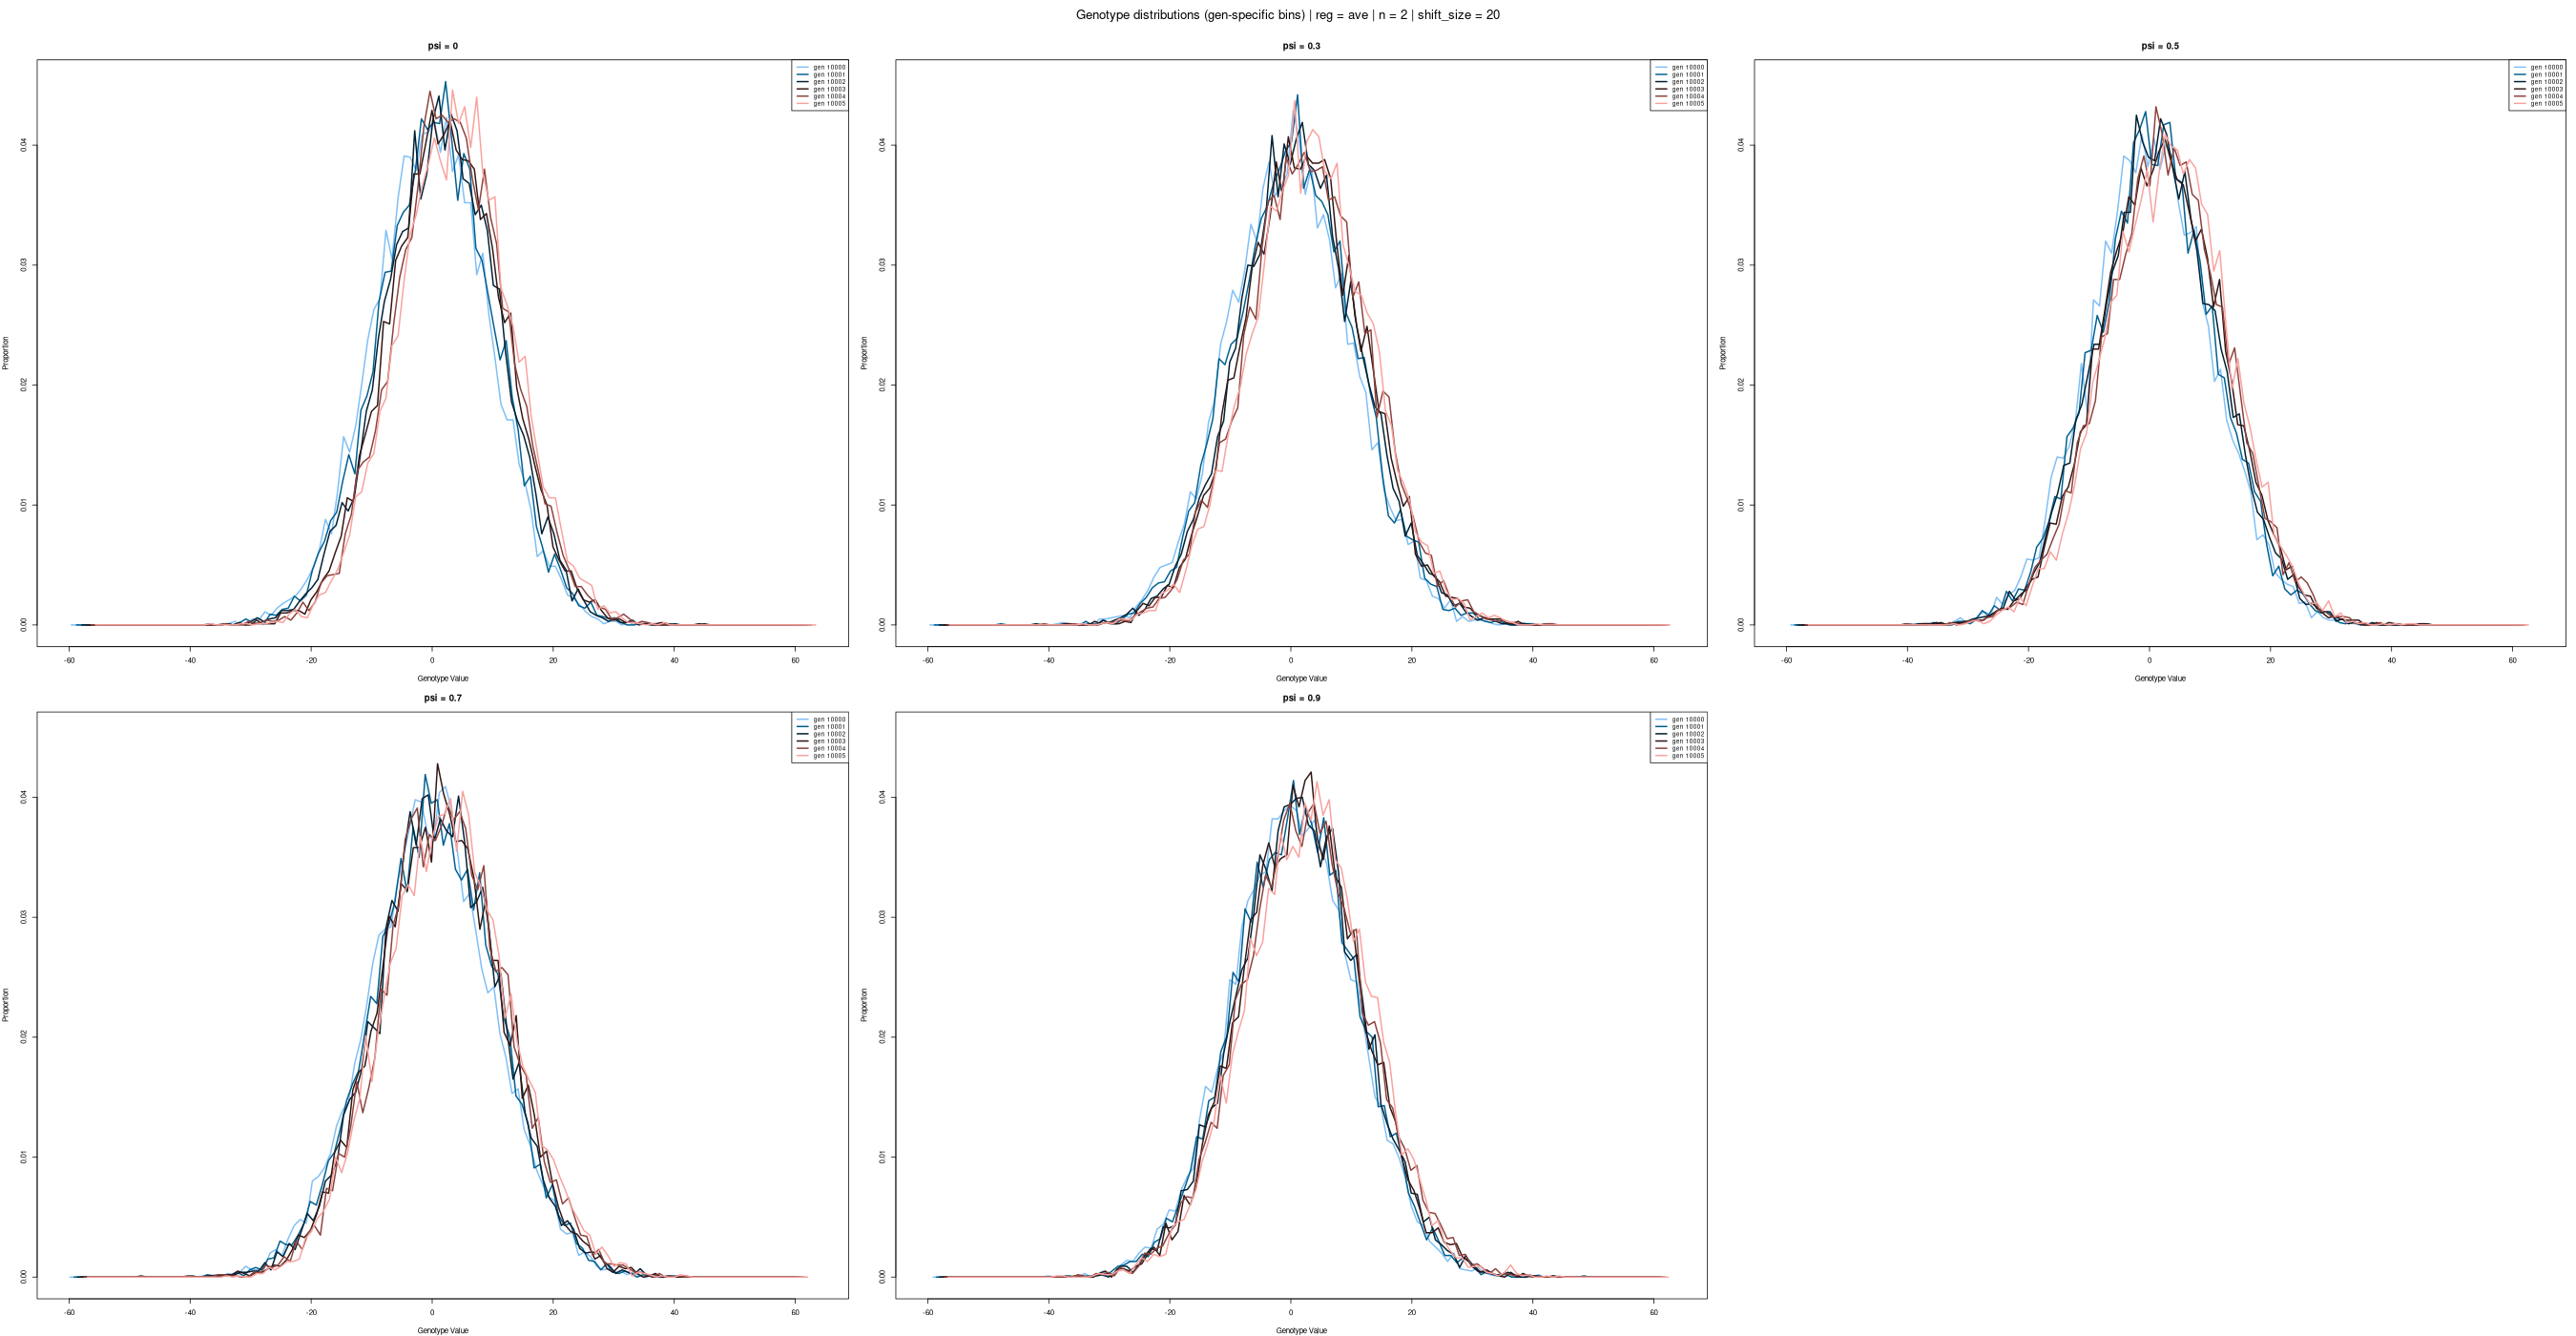 Genotype distributions (gen-specific bins) | reg = ave | n = 2 | shift_size = 20
psi = 0
gen 10000
gen 10001
gen 10002
gen 10003
gen 10004
gen 10005
Proportion
0.04
0.03
0.02
0.01
0.00
-60 -40 -20 0 20 40 60
Genotype Value
psi = 0.3
gen 10000
gen 10001
gen 10002
gen 10003
gen 10004
gen 10005
Proportion
0.04
0.03
0.02
0.01
0.00
-60 -40 -20 0 20 40 60
Genotype Value
psi = 0.5
gen 10000
gen 10001
gen 10002
gen 10003
gen 10004
gen 10005
Proportion
0.04
0.03
0.02
0.01
0.00
-60 -40 -20 0 20 40 60
Genotype Value
psi = 0.7
gen 10000
gen 10001
gen 10002
gen 10003
gen 10004
gen 10005
Proportion
0.04
0.03
0.02
0.01
0.00
-60 -40 -20 0 20 40 60
Genotype Value
psi = 0.9
gen 10000
gen 10001
gen 10002
gen 10003
gen 10004
gen 10005
Proportion
0.04
0.03
0.02
0.01
0.00
-60 -40 -20 0 20 40 60
Genotype Value